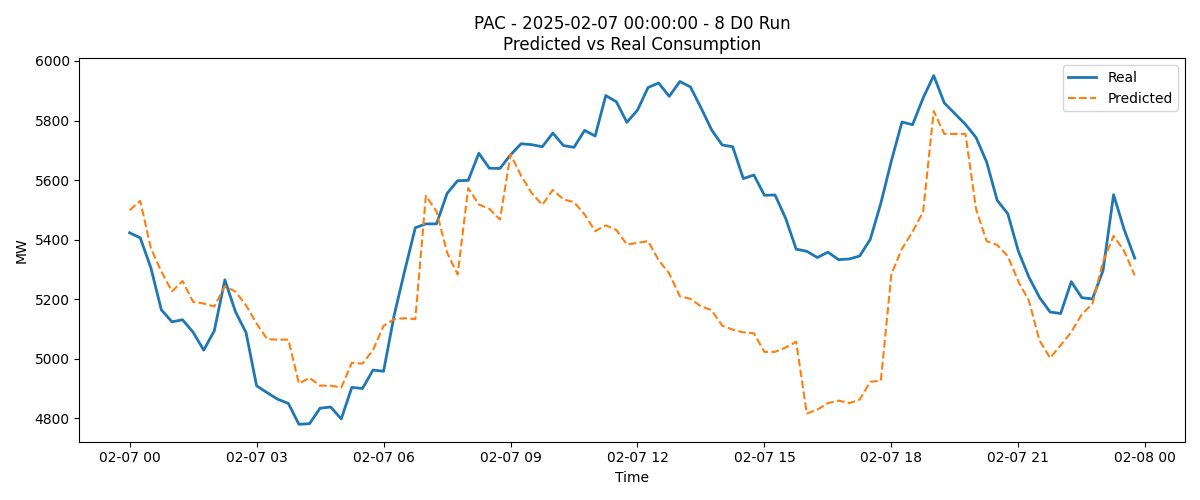 PAC - 2025-02-07 00:00:00 - 8 D0 Run
Predicted vs Real Consumption
Real
Predicted
MW
6000
5800
5600
5400
5200
5000
4800
02-07 00
02-07 03
02-07 06
02-07 09
02-07 12
02-07 15
02-07 18
02-07 21
02-08 00
Time